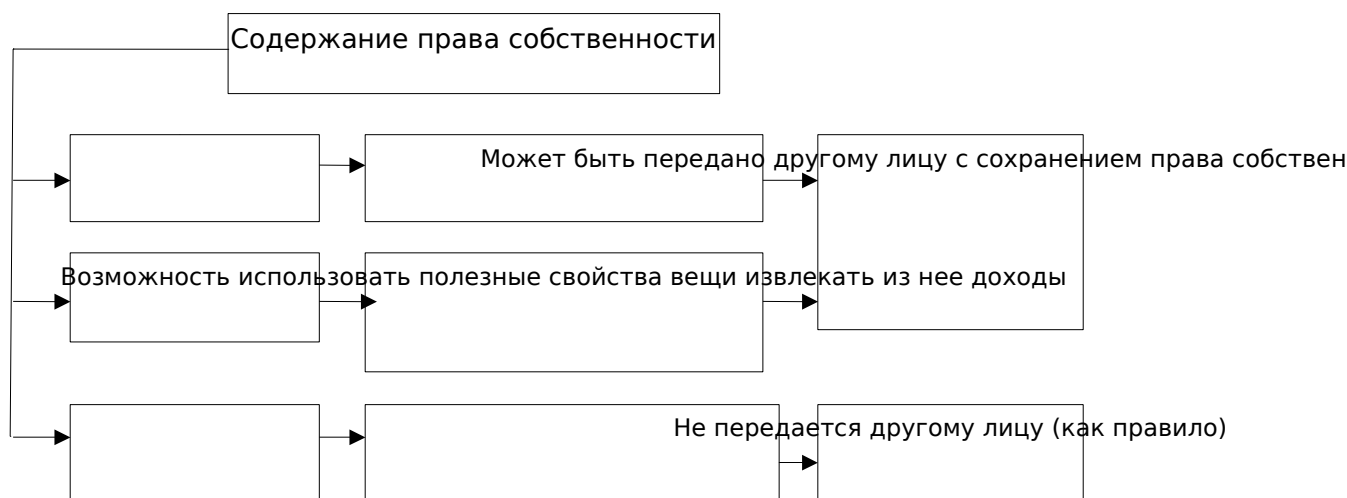 Содержание права собственности
Может быть передано другому лицу с сохранением права собствен
Возможность использовать полезные свойства вещи извлекать из нее доходы
Не передается другому лицу (как правило)